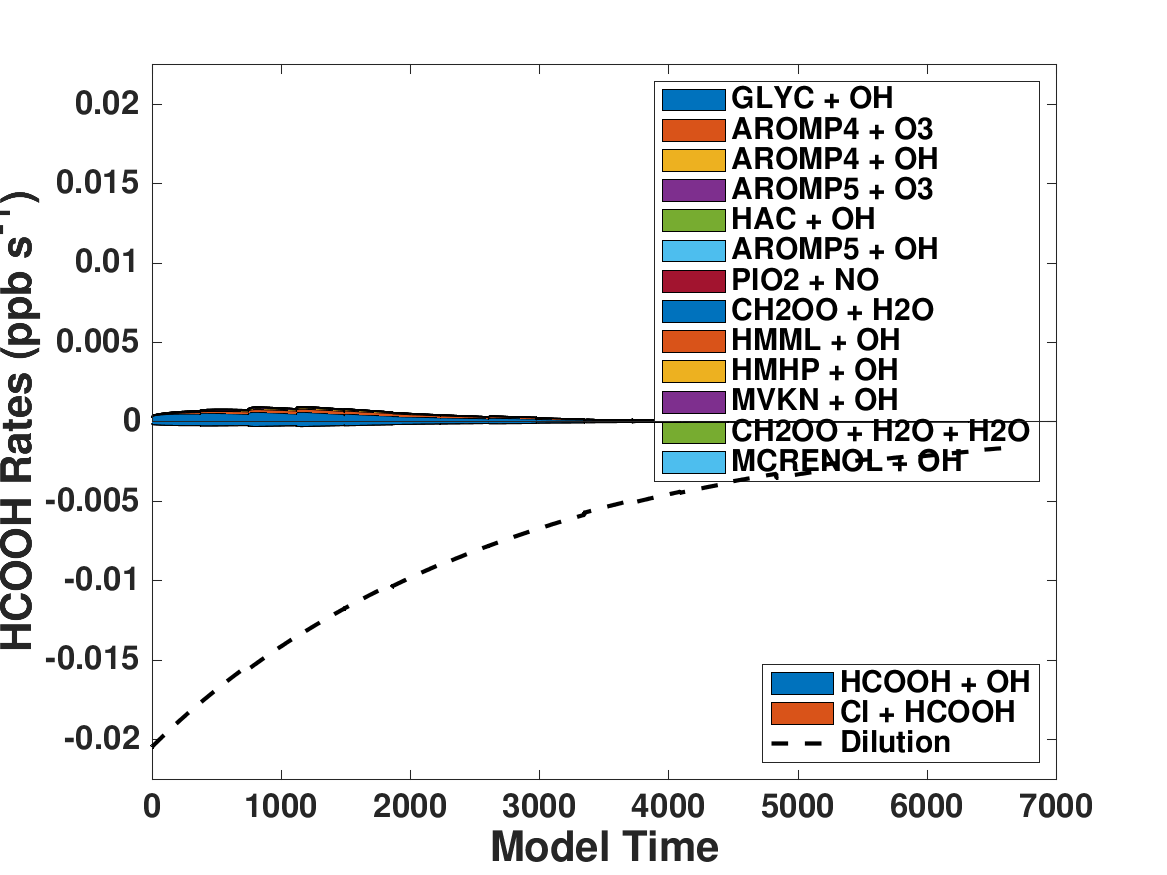 HCOOH Rates (ppb s⁻¹)
0.02
0.015
0.01
0.005
0
-0.005
-0.01
-0.015
-0.02
GLYC + OH
AROMP4 + O3
AROMP4 + OH
AROMP5 + O3
HAC + OH
AROMP5 + OH
PIO2 + NO
CH2OO + H2O
HMML + OH
HMHP + OH
MVKN + OH
CH2OO + H2O + H2O
MCRENOL + OH
HCOOH + OH
Cl + HCOOH
Dilution
0 1000 2000 3000 4000 5000 6000 7000
Model Time